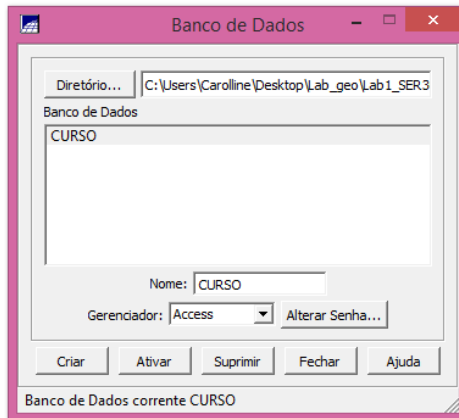 Banco de Dados
Diretório... C:\Users\Caroline\Desktop\Lab_geo\Lab1_SER3
Banco de Dados
CURSO
Nome: CURSO
Gerenciador: Access Alterar Senha...
Criar Ativar Suprimir Fechar Ajuda
Banco de Dados corrente CURSO